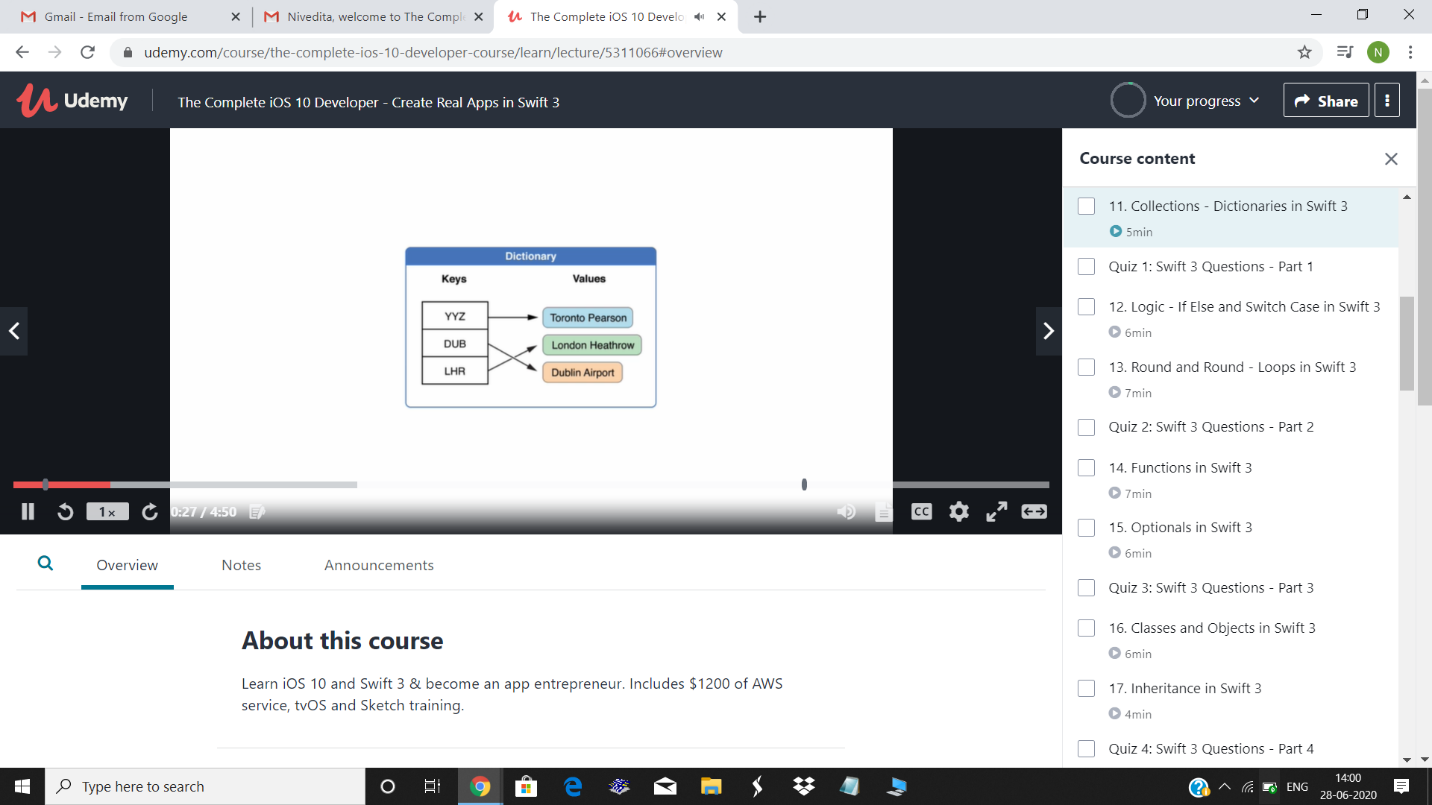 Gmail - Email from Google
Nivedita, welcome to The Compl
The Complete iOS 10 Develo
udemy.com/course/the-complete-ios-10-developer-course/learn/lecture/5311066#overview
N
Udemy
The Complete iOS 10 Developer - Create Real Apps in Swift 3
Your progress
Share
Dictionary
Keys
Values
YYZ
Toronto Pearson
DUB
London Heathrow
LHR
Dublin Airport
1x
0:27 / 4:50
CC
Course content
11. Collections - Dictionaries in Swift 3
5min
Quiz 1: Swift 3 Questions - Part 1
12. Logic - If Else and Switch Case in Swift 3
6min
13. Round and Round - Loops in Swift 3
7min
Quiz 2: Swift 3 Questions - Part 2
14. Functions in Swift 3
7min
15. Optionals in Swift 3
6min
Quiz 3: Swift 3 Questions - Part 3
16. Classes and Objects in Swift 3
6min
17. Inheritance in Swift 3
4min
Quiz 4: Swift 3 Questions - Part 4
Overview
Notes
Announcements
About this course
Learn iOS 10 and Swift 3 & become an app entrepreneur. Includes $1200 of AWS
service, tvOS and Sketch training.
Type here to search
ENG
14:00
28-06-2020